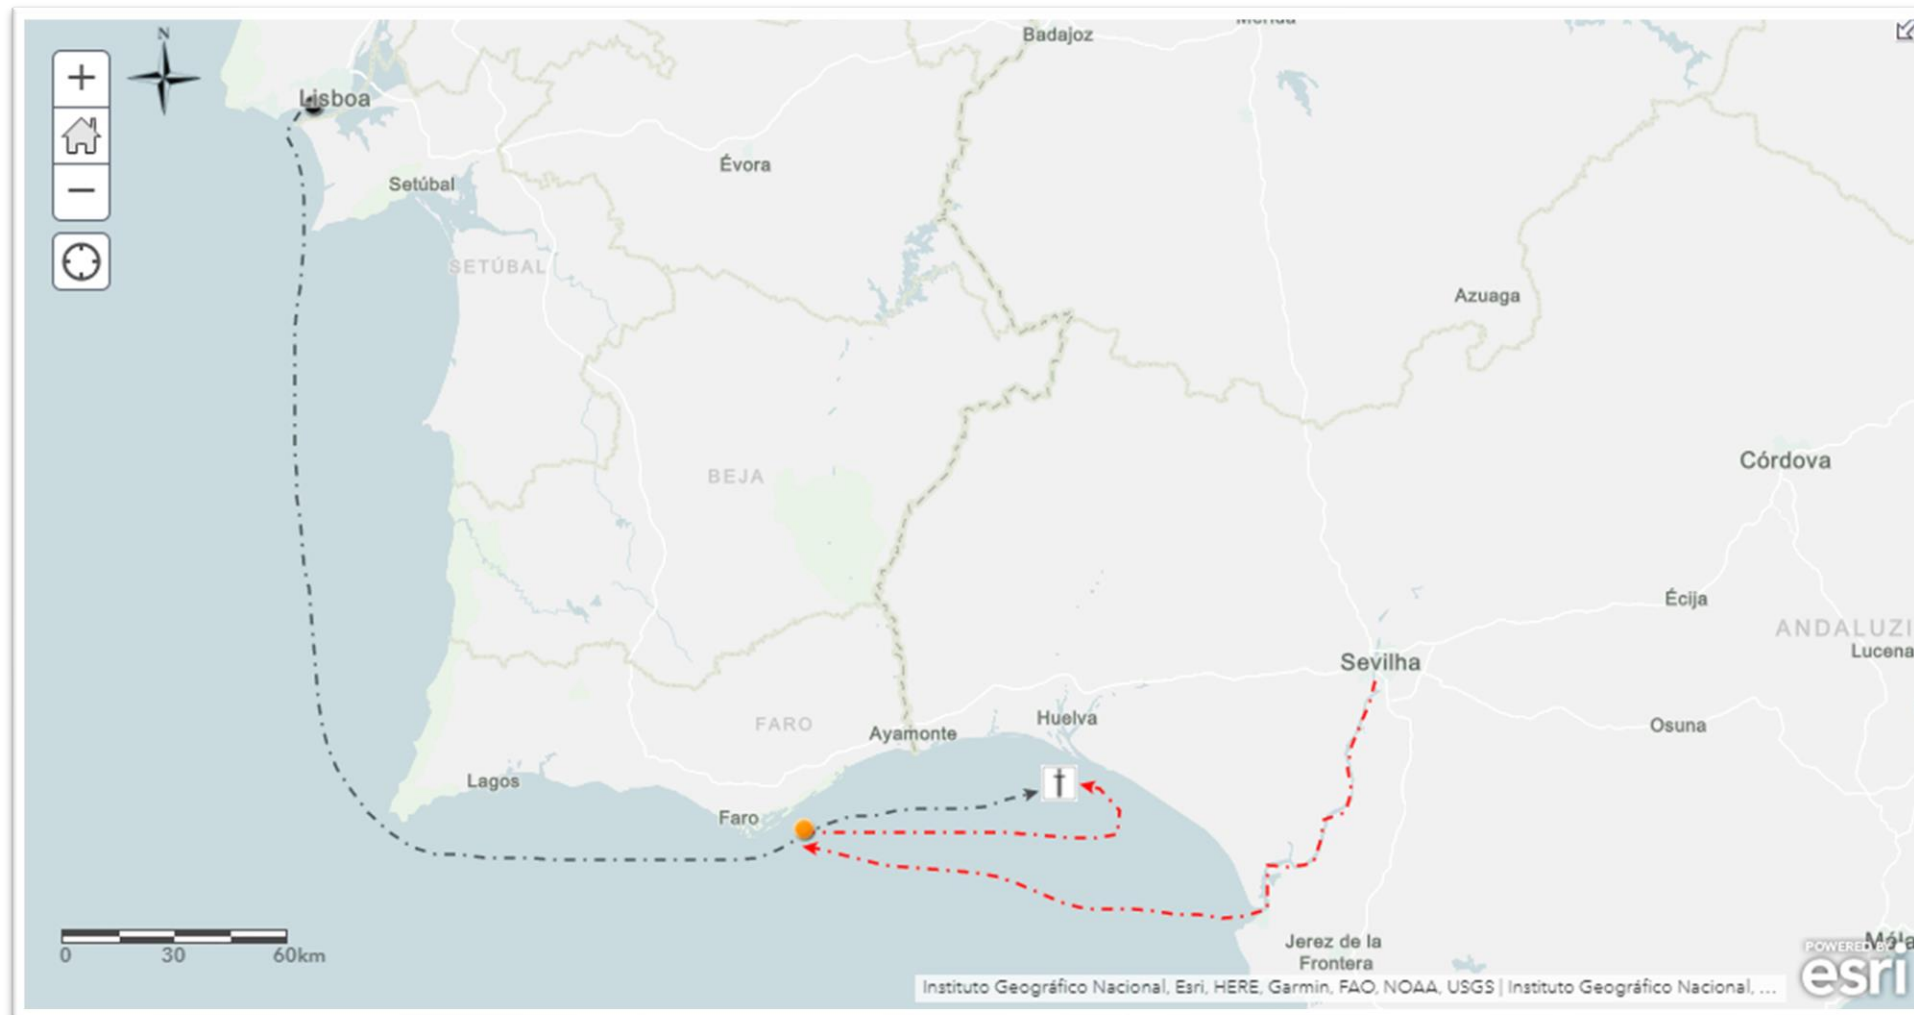 N
Mérida
Badajoz
+
Lisboa
Évora
−
Setúbal
SETÚBAL
Azuaga
Córdova
BEJA
Écija
ANDALUZI
Lucena
Sevilha
Huelva
FARO
Ayamonte
Osuna
Lagos
Faro
Jerez de la
Frontera
Mála
0 30 60km
POWERED BY
esri
Instituto Geográfico Nacional, Esri, HERE, Garmin, FAO, NOAA, USGS | Instituto Geográfico Nacional, ...